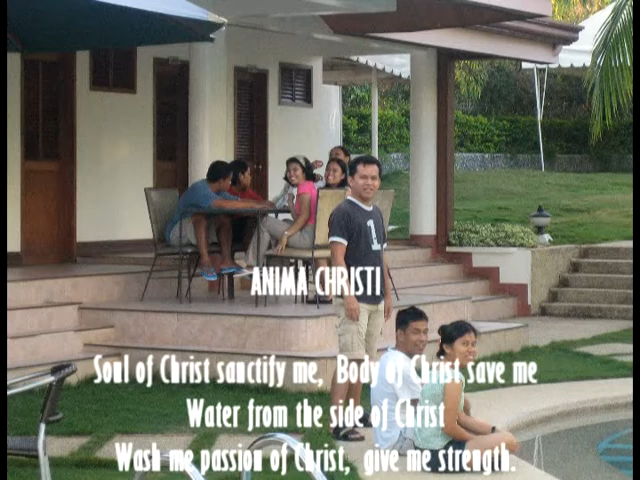 1
ANIMA CHRISTI
Soul of Christ sanctify me, Body of Christ save me
Water from the side of Christ
Wash me passion of Christ, give me strength.